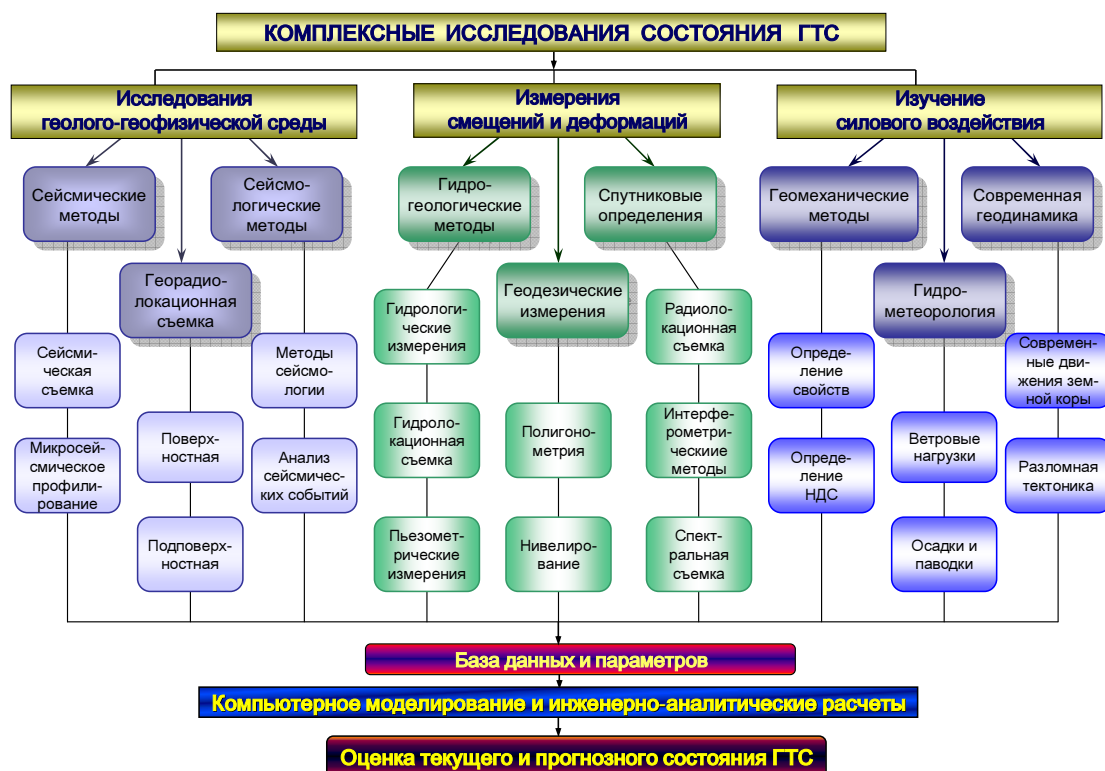 КОМПЛЕКСНЫЕ ИССЛЕДОВАНИЯ СОСТОЯНИЯ ГТС
Исследования
геолого-геофизической среды
Измерения
смещений и деформаций
Изучение
силового воздействия
Сейсмические
методы
Сейсмо-
логические
методы
Георадио-
локационная
съемка
Сейсми-
ческая
съемка
Методы
сейсмо-
логии
Микросей-
смическое
профили-
рование
Поверх-
ностная
Анализ
сейсмиче-
ских событий
Подповерх-
ностная
Гидро-
геологические
методы
Спутниковые
определения
Геодезические
измерения
Гидрологи-
ческие
измерения
Радиолока-
ционная
съемка
Гидроло-
кационная
съемка
Полигоно-
метрия
Интерфе-
рометри-
ческиие
методы
Пьезомет-
рические
измерения
Нивелиро-
вание
Спект-
ральная
съемка
Геомеханические
методы
Современная
геодинамика
Гидро-
метеорология
Опреде-
ление
свойств
Современ-
ные дви-
жения зем-
ной коры
Опреде-
ление
НДС
Ветровые
нагрузки
Разломная
тектоника
Осадки и
паводки
База данных и параметров
Компьютерное моделирование и инженерно-аналитические расчеты
Оценка текущего и прогнозного состояния ГТС